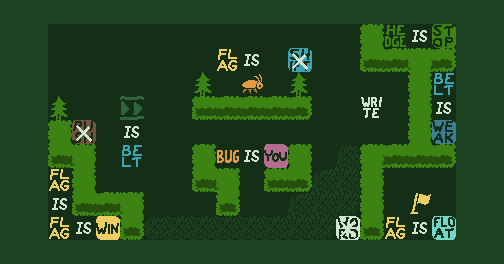 HEDGE IS STOP
FLAG IS
BELT
IS
WEAK
WRITE
IS
BELT
BUG IS YOU
FLAG
IS
FLAG IS WIN
FLAG IS FLOAT